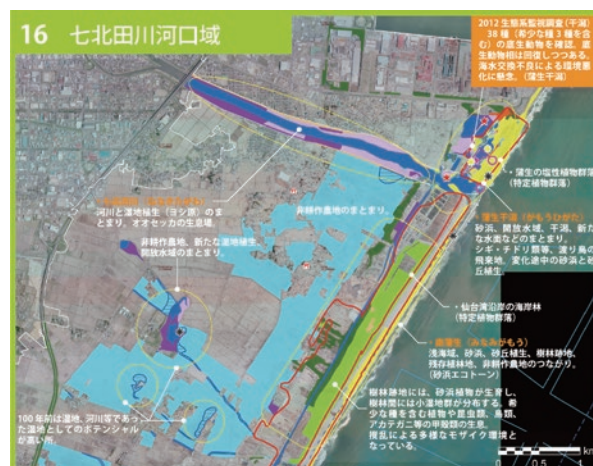 16 七北田川河口域
2012 生態系監視調査(干潟)
38 種(希少な種 3 種を含
む)の底生動物を確認。底
生動物相は回復しつつある。
海水交換不良による環境悪
化に懸念。(蒲生干潟)
・蒲生の塩性植物群落
(特定植物群落)
河川と湿地植生(ヨシ原)のま
とまり。オオセッカの生息場。
非耕作農地のまとまり。
・蒲生干潟(がもうひがた)
砂浜、開放水域、干潟、新た
な水面などのまとまり。
シギ・チドリ類等、渡り鳥の
飛来地。変化途中の砂浜と砂
丘植生。
非耕作農地、新たな湿地植生、
開放水域のまとまり。
・仙台湾沿岸の海岸林
(特定植物群落)
・南蒲生(みなみがもう)
浅海域、砂浜、砂丘植生、樹林跡地、
残存植林地、非耕作農地のつながり。
(砂浜エコトーン)
樹林跡地には、砂浜植物が生育し、
樹林間には小湿地群が分布する。希
少な種を含む植物や昆虫類、鳥類、
アカテガニ等の甲殻類の生息。
撹乱による多様なモザイク環境と
なっている。
100 年前は湿地、河川等であっ
た湿地としてのポテンシャル
が高い所。
0 0.5 1 km